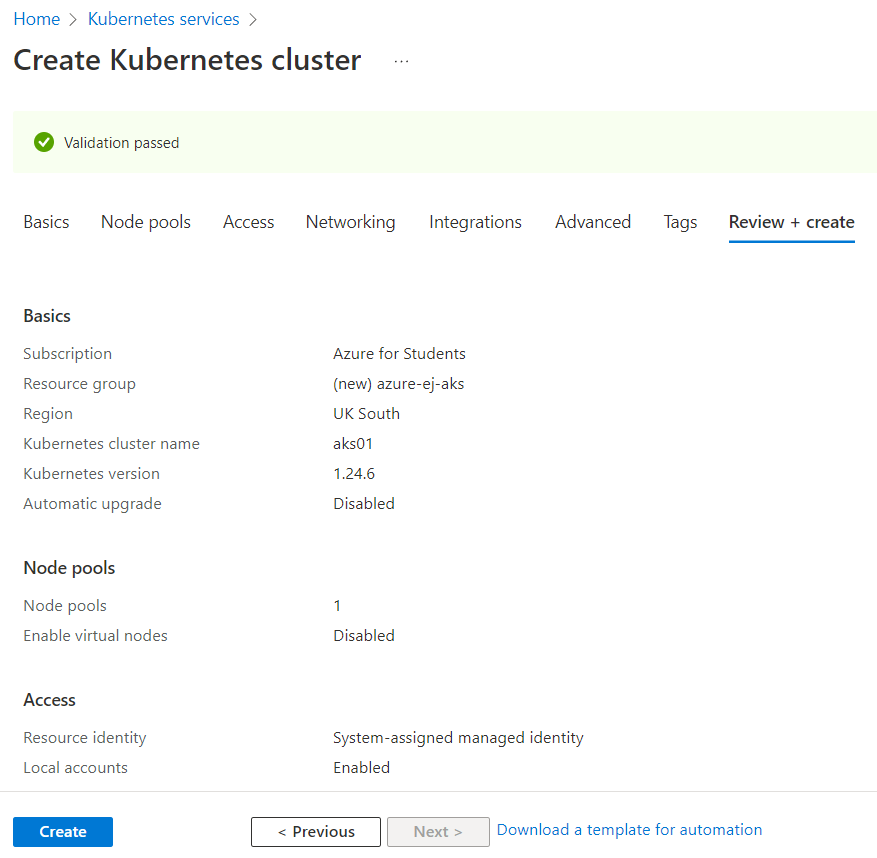 Home > Kubernetes services >
Create Kubernetes cluster ...
Validation passed
Basics Node pools Access Networking Integrations Advanced Tags Review + create
Basics
Subscription Azure for Students
Resource group (new) azure-ej-aks
Region UK South
Kubernetes cluster name aks01
Kubernetes version 1.24.6
Automatic upgrade Disabled
Node pools
Node pools 1
Enable virtual nodes Disabled
Access
Resource identity System-assigned managed identity
Local accounts Enabled
Create < Previous Next > Download a template for automation